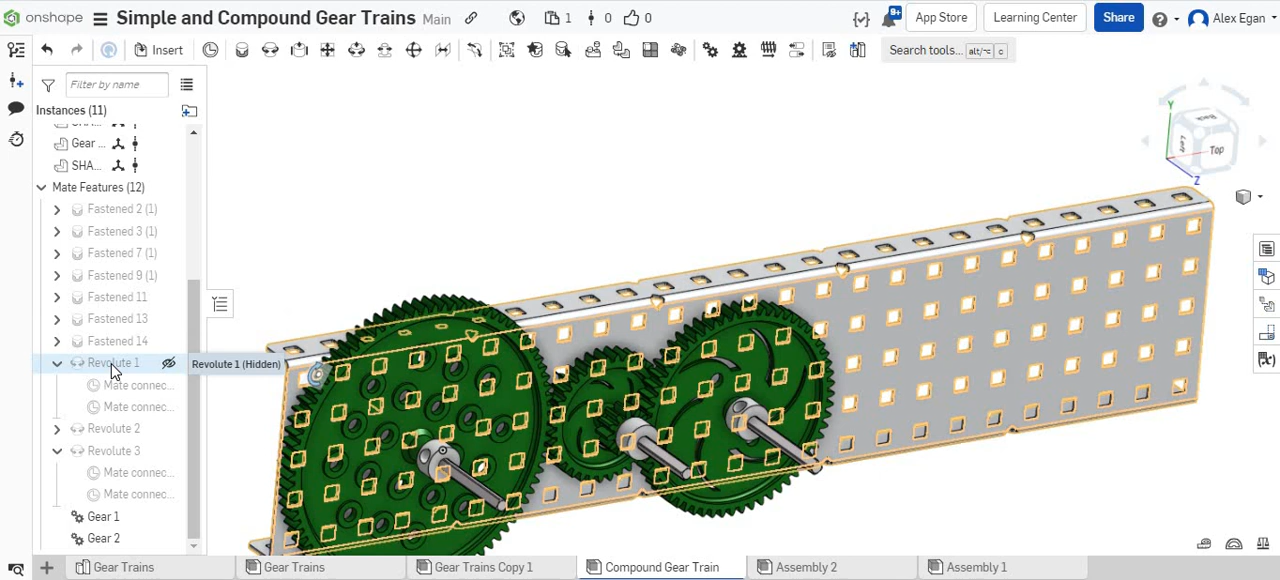 onshape Simple and Compound Gear Trains Main 1 0 0 9+ App Store Learning Center Share Alex Egan
Insert Search tools... alt/⌥ c
Filter by name
Instances (11)
Gear ...
SHA...
Mate Features (12)
Fastened 2 (1)
Fastened 3 (1)
Fastened 7 (1)
Fastened 9 (1)
Fastened 11
Fastened 13
Fastened 14
Revolute 1 Revolute 1 (Hidden)
Mate connec...
Mate connec...
Revolute 2
Revolute 3
Mate connec...
Mate connec...
Gear 1
Gear 2
Y
Back
Left
Top
Z
Gear Trains Gear Trains Gear Trains Copy 1 Compound Gear Train Assembly 2 Assembly 1